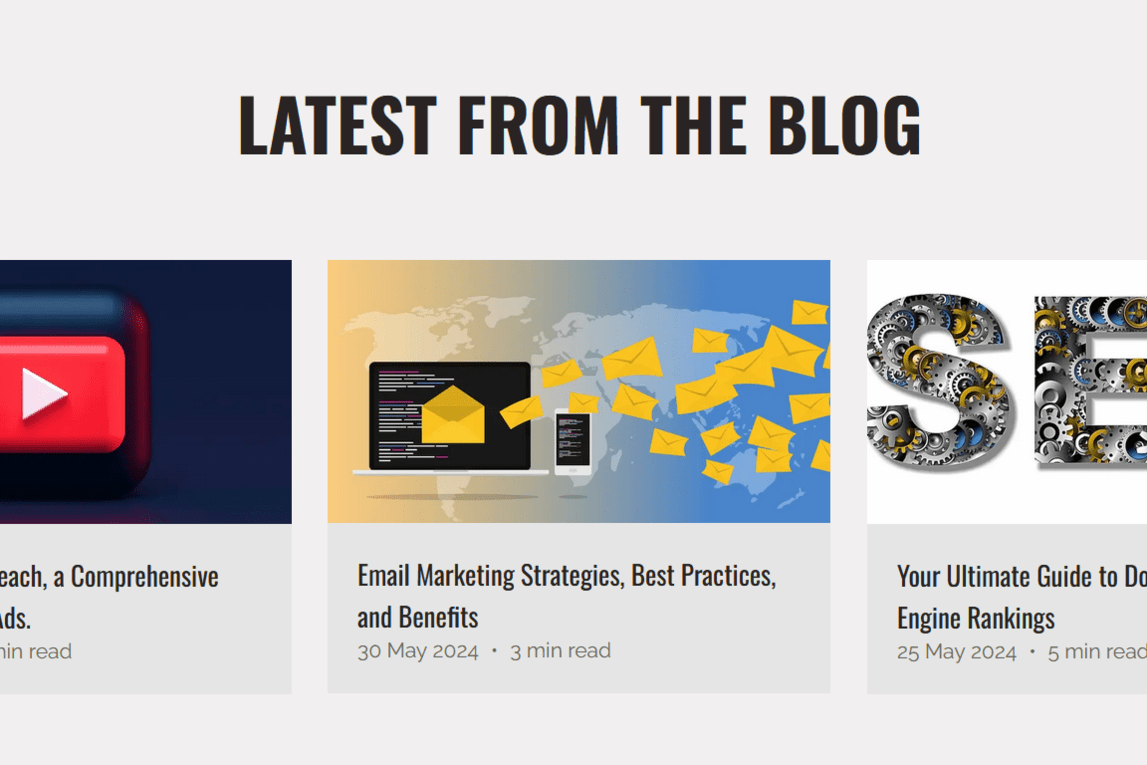 LATEST FROM THE BLOG
SE
each, a Comprehensive
Ads.
min read
Email Marketing Strategies, Best Practices,
and Benefits
30 May 2024 • 3 min read
Your Ultimate Guide to Do
Engine Rankings
25 May 2024 • 5 min read